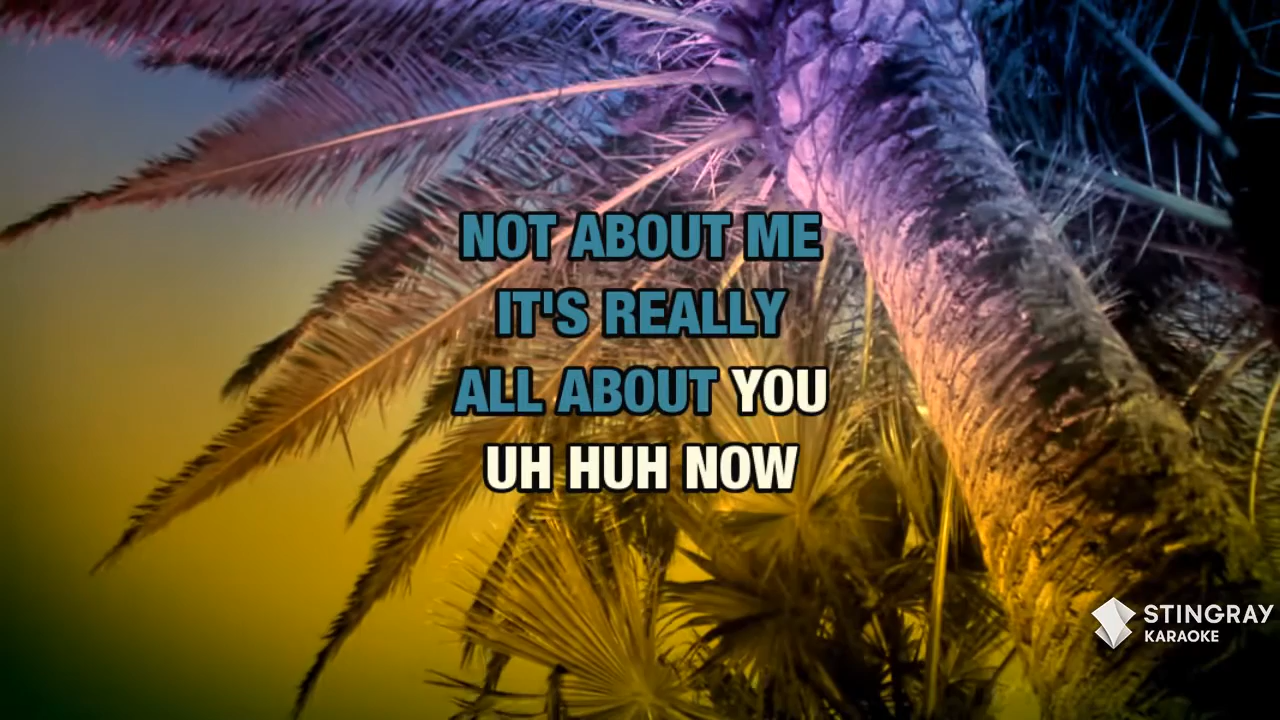 NOT ABOUT ME
IT'S REALLY
ALL ABOUT YOU
UH HUH NOW
STINGRAY
KARAOKE